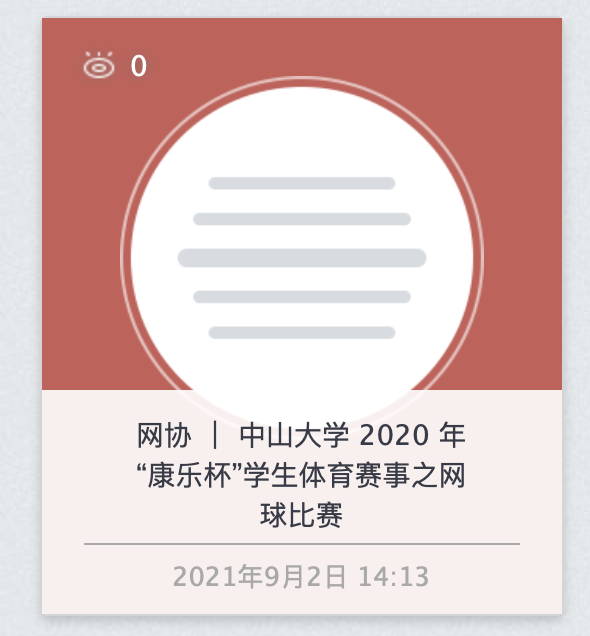 0
网协 ｜ 中山大学 2020 年
“康乐杯”学生体育赛事之网
球比赛
2021年9月2日 14:13